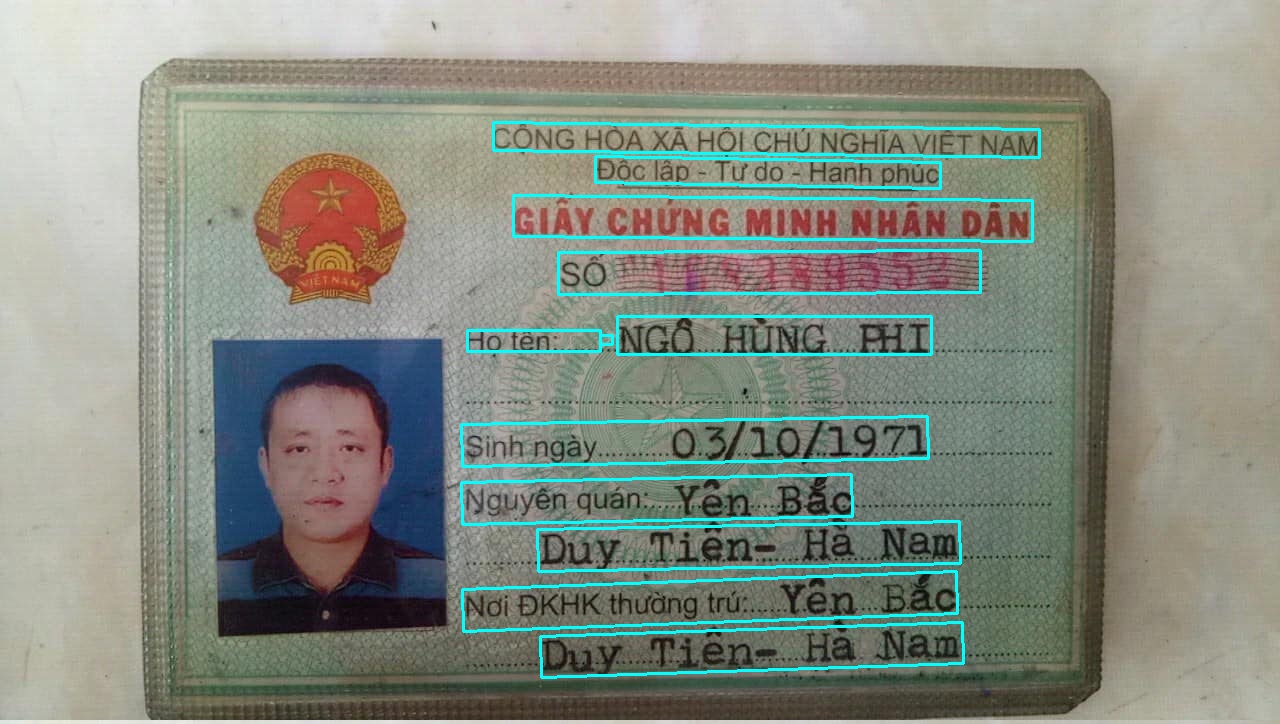 CỘNG HÒA XÃ HỘI CHỦ NGHĨA VIỆT NAM
Độc lập - Tự do - Hạnh phúc
GIẤY CHỨNG MINH NHÂN DÂN
SỐ
VIỆT NAM
Họ tên: NGÔ HÙNG PHI
Sinh ngày 03/10/1971
Nguyên quán: Yên Bắc
Duy Tiên- Hà Nam
Nơi ĐKHK thường trú: Yên Bắc
Duy Tiên- Hà Nam